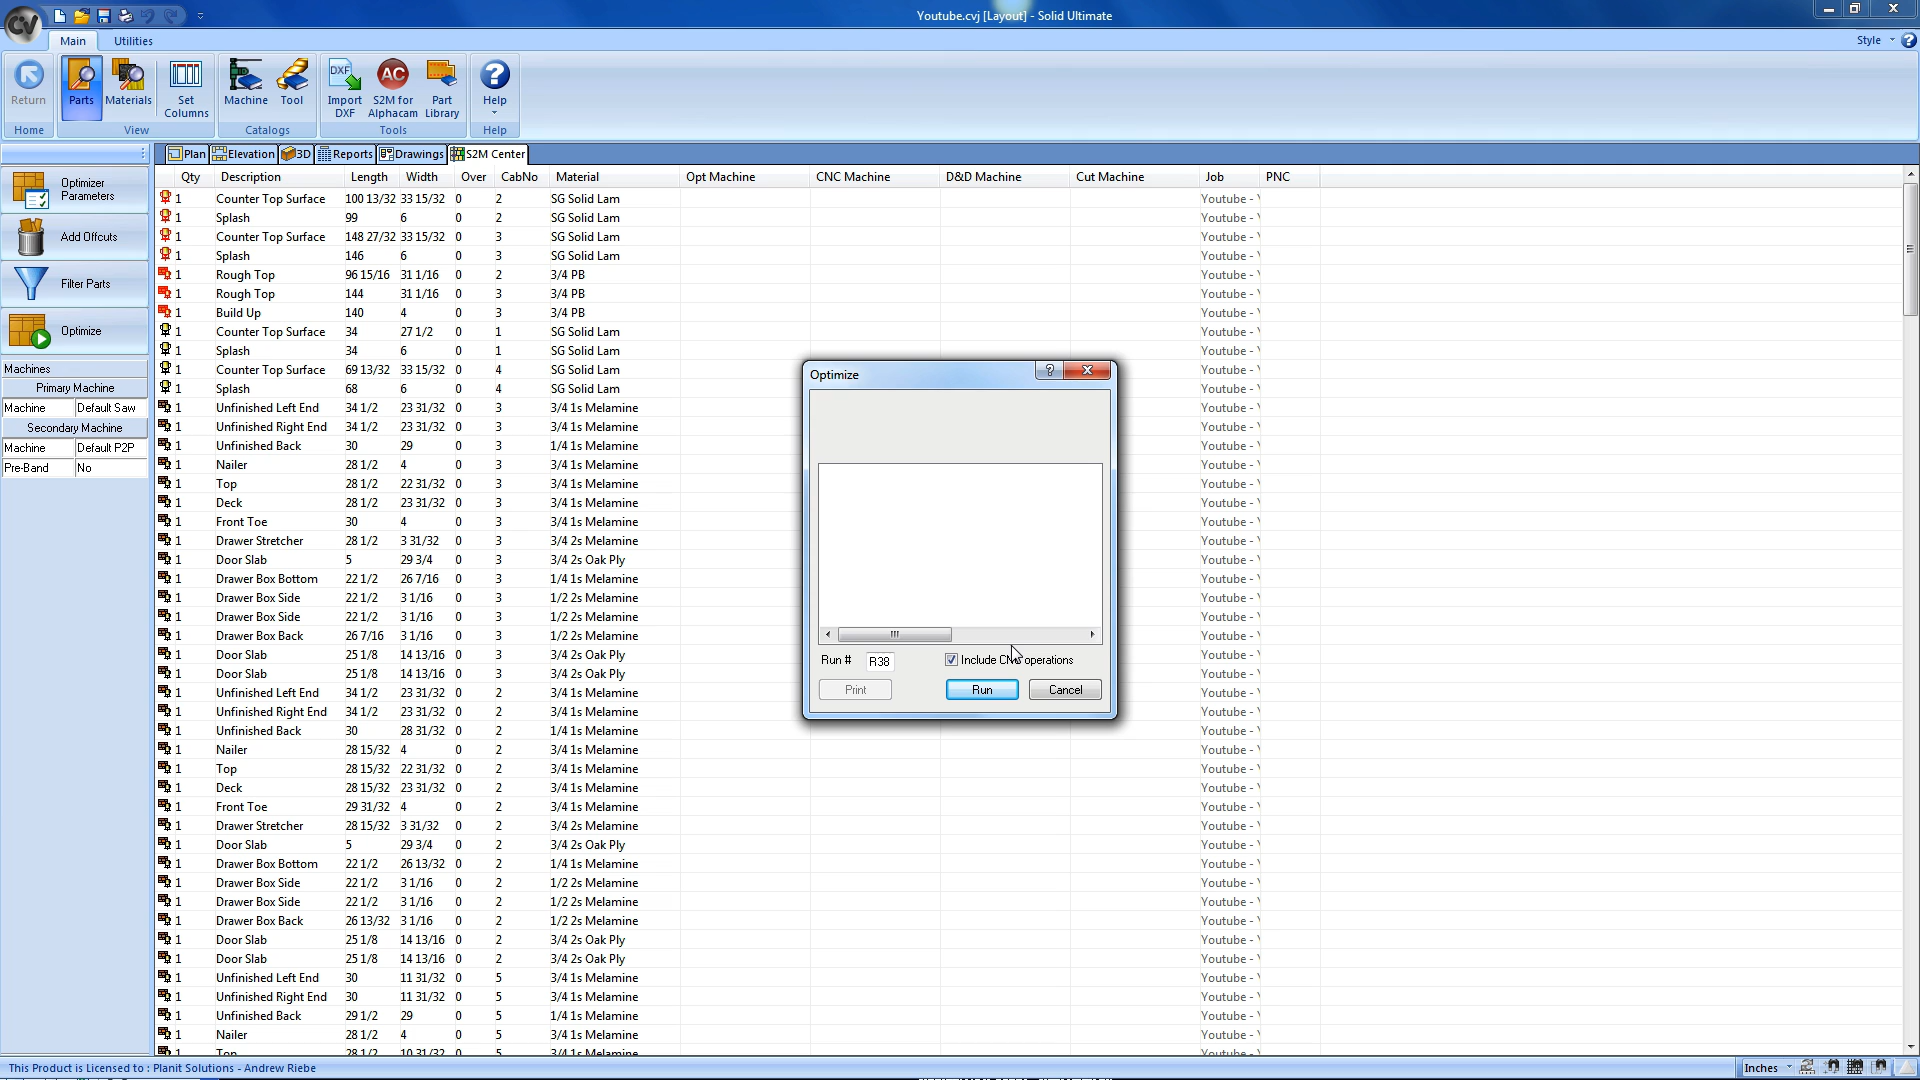 Youtube.cvj [Layout] - Solid Ultimate
Main Utilities Style
Return Parts Materials Set Columns Machine Tool Import DXF S2M for Alphacam Part Library Help
Home View Catalogs Tools Help
Plan Elevation 3D Reports Drawings S2M Center
Qty Description Length Width Over CabNo Material Opt Machine CNC Machine D&D Machine Cut Machine Job PNC
Optimizer Parameters
Add Offcuts
Filter Parts
Optimize
Machines
Primary Machine
Machine Default Saw
Secondary Machine
Machine Default P2P
Pre-Band No
1 Counter Top Surface 100 13/32 33 15/32 0 2 SG Solid Lam Youtube -
1 Splash 99 6 0 2 SG Solid Lam Youtube -
1 Counter Top Surface 148 27/32 33 15/32 0 3 SG Solid Lam Youtube -
1 Splash 146 6 0 3 SG Solid Lam Youtube -
1 Rough Top 96 15/16 31 1/16 0 2 3/4 PB Youtube -
1 Rough Top 144 31 1/16 0 3 3/4 PB Youtube -
1 Build Up 140 4 0 3 3/4 PB Youtube -
1 Counter Top Surface 34 27 1/2 0 1 SG Solid Lam Youtube -
1 Splash 34 6 0 1 SG Solid Lam Youtube -
1 Counter Top Surface 69 13/32 33 15/32 0 4 SG Solid Lam Youtube -
1 Splash 68 6 0 4 SG Solid Lam Youtube -
1 Unfinished Left End 34 1/2 23 31/32 0 3 3/4 1s Melamine Youtube -
1 Unfinished Right End 34 1/2 23 31/32 0 3 3/4 1s Melamine Youtube -
1 Unfinished Back 30 29 0 3 1/4 1s Melamine Youtube -
1 Nailer 28 1/2 4 0 3 3/4 1s Melamine Youtube -
1 Top 28 1/2 22 31/32 0 3 3/4 1s Melamine Youtube -
1 Deck 28 1/2 23 31/32 0 3 3/4 1s Melamine Youtube -
1 Front Toe 30 4 0 3 3/4 1s Melamine Youtube -
1 Drawer Stretcher 28 1/2 3 31/32 0 3 3/4 2s Melamine Youtube -
1 Door Slab 5 29 3/4 0 3 3/4 2s Oak Ply Youtube -
1 Drawer Box Bottom 22 1/2 26 7/16 0 3 1/4 1s Melamine Youtube -
1 Drawer Box Side 22 1/2 3 1/16 0 3 1/2 2s Melamine Youtube -
1 Drawer Box Side 22 1/2 3 1/16 0 3 1/2 2s Melamine Youtube -
1 Drawer Box Back 26 7/16 3 1/16 0 3 1/2 2s Melamine Youtube -
1 Door Slab 25 1/8 14 13/16 0 3 3/4 2s Oak Ply Youtube -
1 Door Slab 25 1/8 14 13/16 0 3 3/4 2s Oak Ply Youtube -
1 Unfinished Left End 34 1/2 23 31/32 0 2 3/4 1s Melamine Youtube -
1 Unfinished Right End 34 1/2 23 31/32 0 2 3/4 1s Melamine Youtube -
1 Unfinished Back 30 28 31/32 0 2 1/4 1s Melamine Youtube -
1 Nailer 28 15/32 4 0 2 3/4 1s Melamine Youtube -
1 Top 28 15/32 22 31/32 0 2 3/4 1s Melamine Youtube -
1 Deck 28 15/32 23 31/32 0 2 3/4 1s Melamine Youtube -
1 Front Toe 29 31/32 4 0 2 3/4 1s Melamine Youtube -
1 Drawer Stretcher 28 15/32 3 31/32 0 2 3/4 2s Melamine Youtube -
1 Door Slab 5 29 3/4 0 2 3/4 2s Oak Ply Youtube -
1 Drawer Box Bottom 22 1/2 26 13/32 0 2 1/4 1s Melamine Youtube -
1 Drawer Box Side 22 1/2 3 1/16 0 2 1/2 2s Melamine Youtube -
1 Drawer Box Side 22 1/2 3 1/16 0 2 1/2 2s Melamine Youtube -
1 Drawer Box Back 26 13/32 3 1/16 0 2 1/2 2s Melamine Youtube -
1 Door Slab 25 1/8 14 13/16 0 2 3/4 2s Oak Ply Youtube -
1 Door Slab 25 1/8 14 13/16 0 2 3/4 2s Oak Ply Youtube -
1 Unfinished Left End 30 11 31/32 0 5 3/4 1s Melamine Youtube -
1 Unfinished Right End 30 11 31/32 0 5 3/4 1s Melamine Youtube -
1 Unfinished Back 29 1/2 29 0 5 1/4 1s Melamine Youtube -
1 Nailer 28 1/2 4 0 5 3/4 1s Melamine Youtube -
1 Top 28 1/2 10 31/32 0 5 3/4 1s Melamine Youtube -
Optimize
Run # R38 Include operations
Print Run Cancel
This Product is Licensed to : Planit Solutions - Andrew Riebe Inches